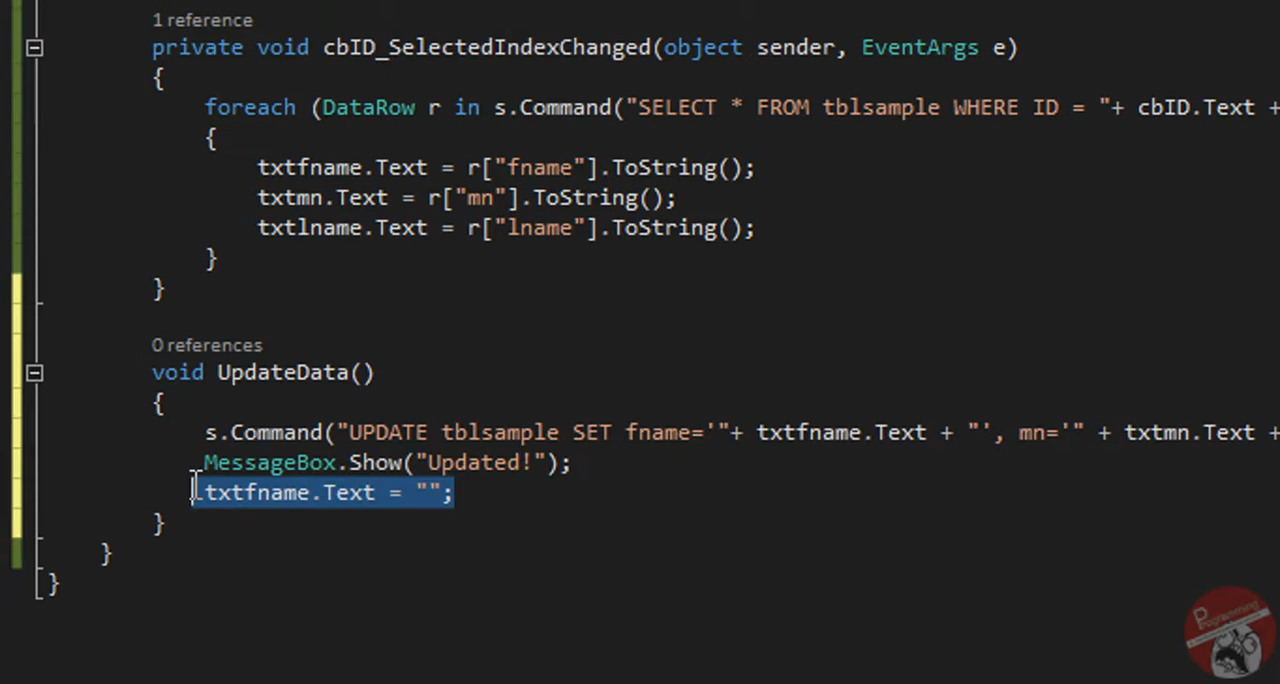 1 reference
private void cbID_SelectedIndexChanged(object sender, EventArgs e)
{
foreach (DataRow r in s.Command("SELECT * FROM tblsample WHERE ID = "+ cbID.Text +
{
txtfname.Text = r["fname"].ToString();
txtmn.Text = r["mn"].ToString();
txtlname.Text = r["lname"].ToString();
}
}
0 references
void UpdateData()
{
s.Command("UPDATE tblsample SET fname='"+ txtfname.Text + "', mn='" + txtmn.Text +
MessageBox.Show("Updated!");
txtfname.Text = "";
}
}
}
Programming